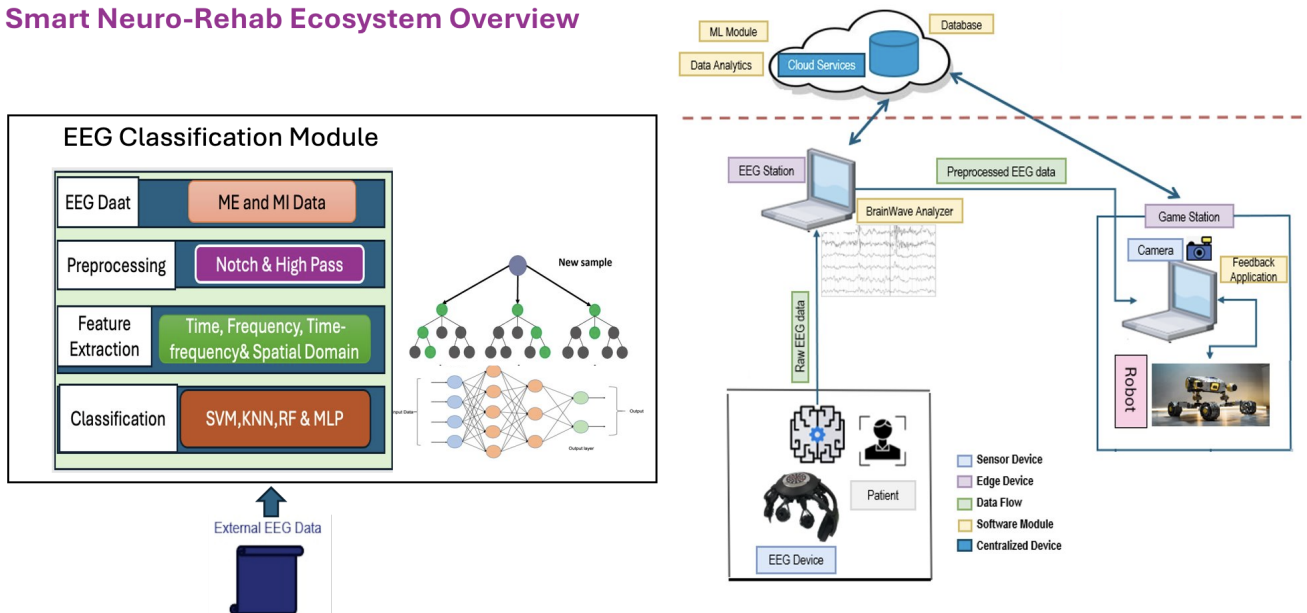 Smart Neuro-Rehab Ecosystem Overview
EEG Classification Module
EEG Daat
ME and MI Data
Preprocessing
Notch & High Pass
Feature
Extraction
Time, Frequency, Time-
frequency& Spatial Domain
Classification
SVM,KNN,RF & MLP
New sample
nput Data
Output
Output layer
External EEG Data
ML Module
Database
Data Analytics
Cloud Services
EEG Station
Preprocessed EEG data
BrainWave Analyzer
Game Station
Camera
Feedback
Application
Raw EEG data
Robot
Patient
EEG Device
Sensor Device
Edge Device
Data Flow
Software Module
Centralized Device